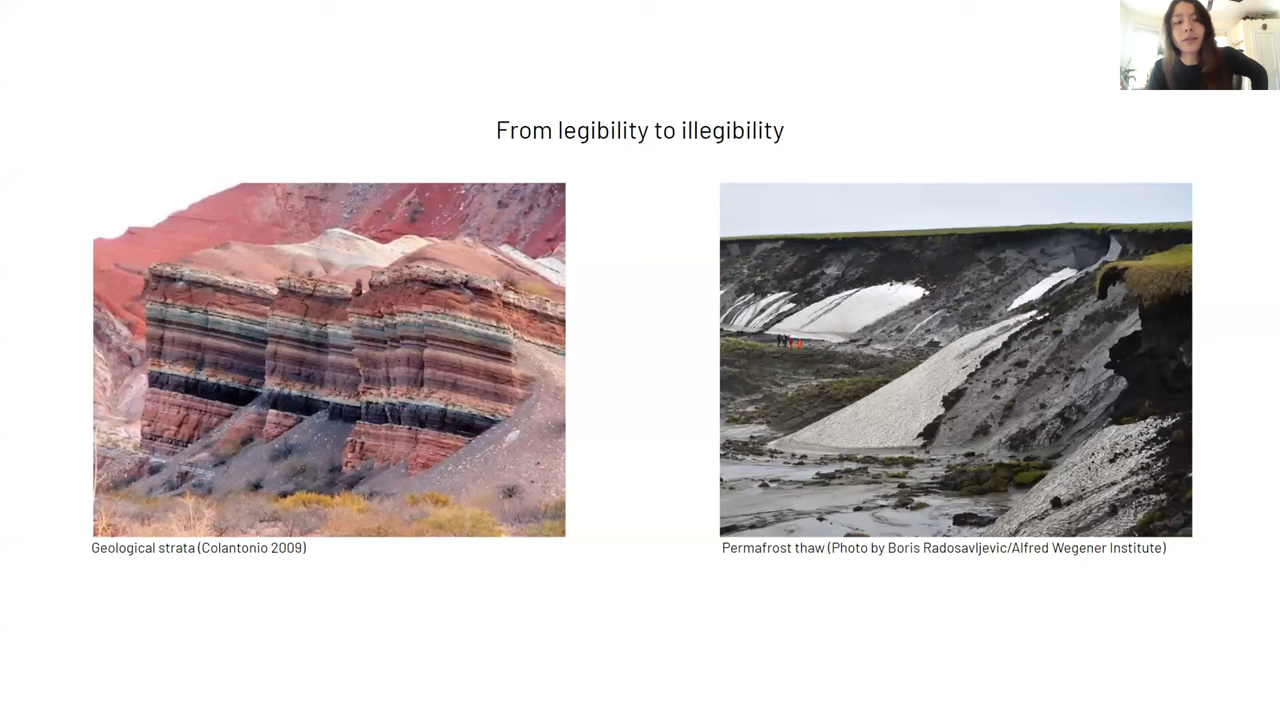 From legibility to illegibility
Geological strata (Colantonio 2009)
Permafrost thaw (Photo by Boris Radosavljevic/Alfred Wegener Institute)